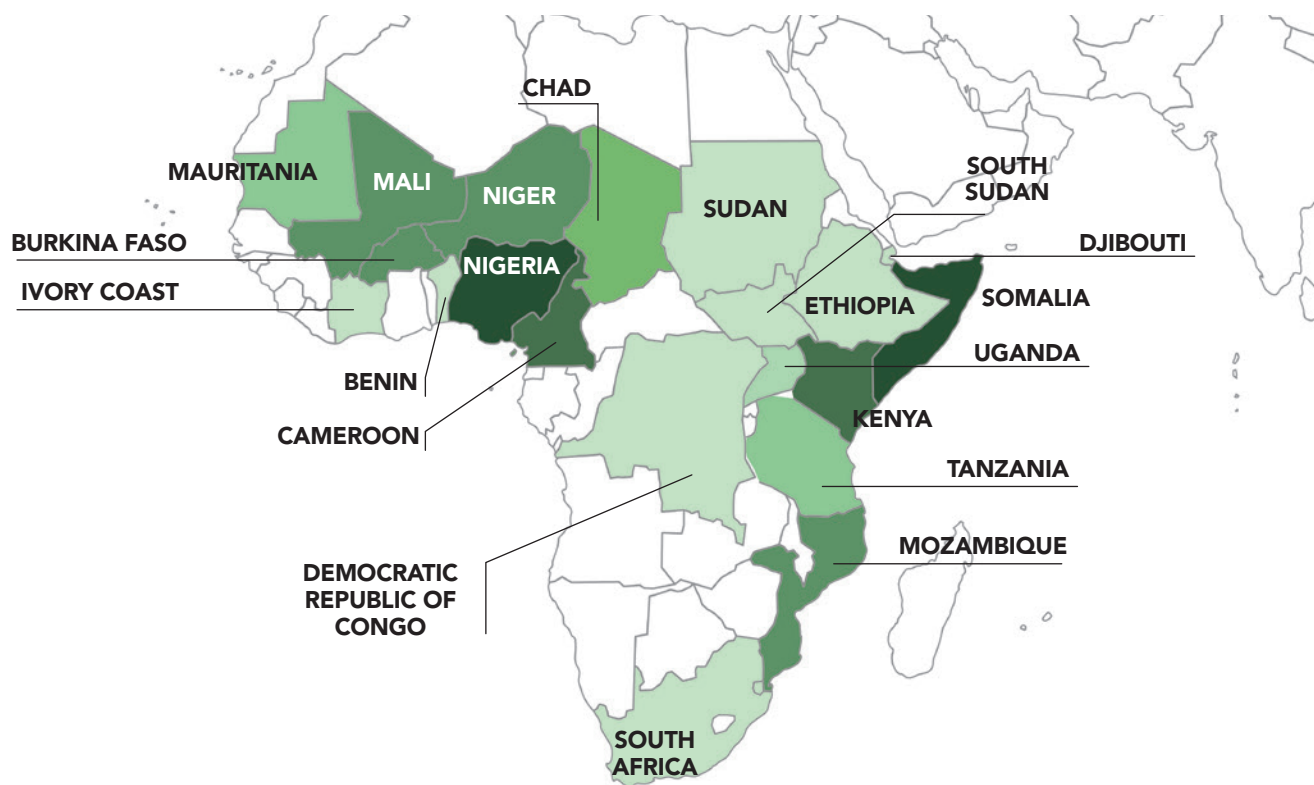 CHAD
MAURITANIA
MALI
NIGER
SOUTH
SUDAN
SUDAN
BURKINA FASO
DJIBOUTI
NIGERIA
IVORY COAST
SOMALIA
ETHIOPIA
UGANDA
BENIN
KENYA
CAMEROON
TANZANIA
MOZAMBIQUE
DEMOCRATIC
REPUBLIC OF
CONGO
SOUTH
AFRICA